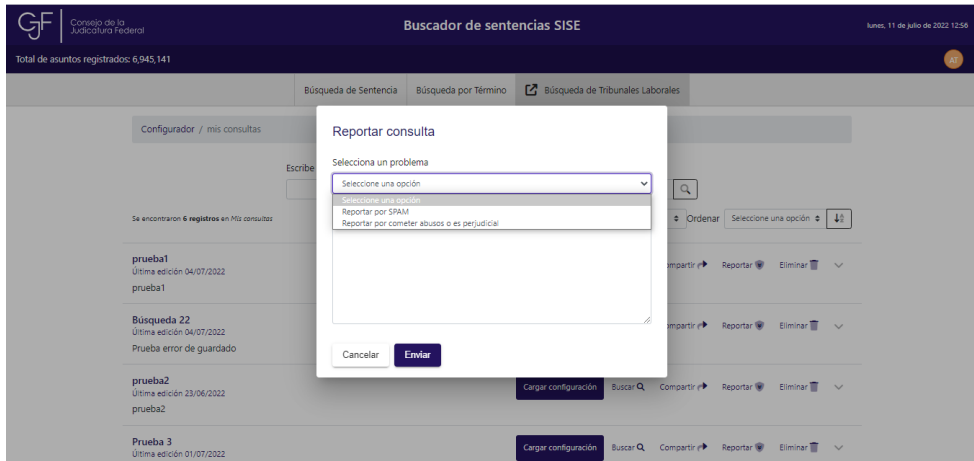 CJF
Consejo de la
Judicatura Federal
Buscador de sentencias SISE
lunes, 11 de julio de 2022 12:56
Total de asuntos registrados: 6,945,141
AT
Búsqueda de Sentencia
Búsqueda por Término
Búsqueda de Tribunales Laborales
Configurador / mis consultas
Reportar consulta
Escribe
Selecciona un problema
Seleccione una opción
Seleccione una opción
Reportar por SPAM
Reportar por cometer abusos o es perjudicial
Se encontraron 6 registros en Mis consultas
Ordenar
Seleccione una opción
prueba1
Última edición 04/07/2022
prueba1
Reportar
Eliminar
Búsqueda 22
Última edición 04/07/2022
Prueba error de guardado
Reportar
Eliminar
Cancelar
Enviar
prueba2
Última edición 23/06/2022
prueba2
Cargar configuración
Buscar
Compartir
Reportar
Eliminar
Prueba 3
Última edición 01/07/2022
Cargar configuración
Buscar
Compartir
Reportar
Eliminar